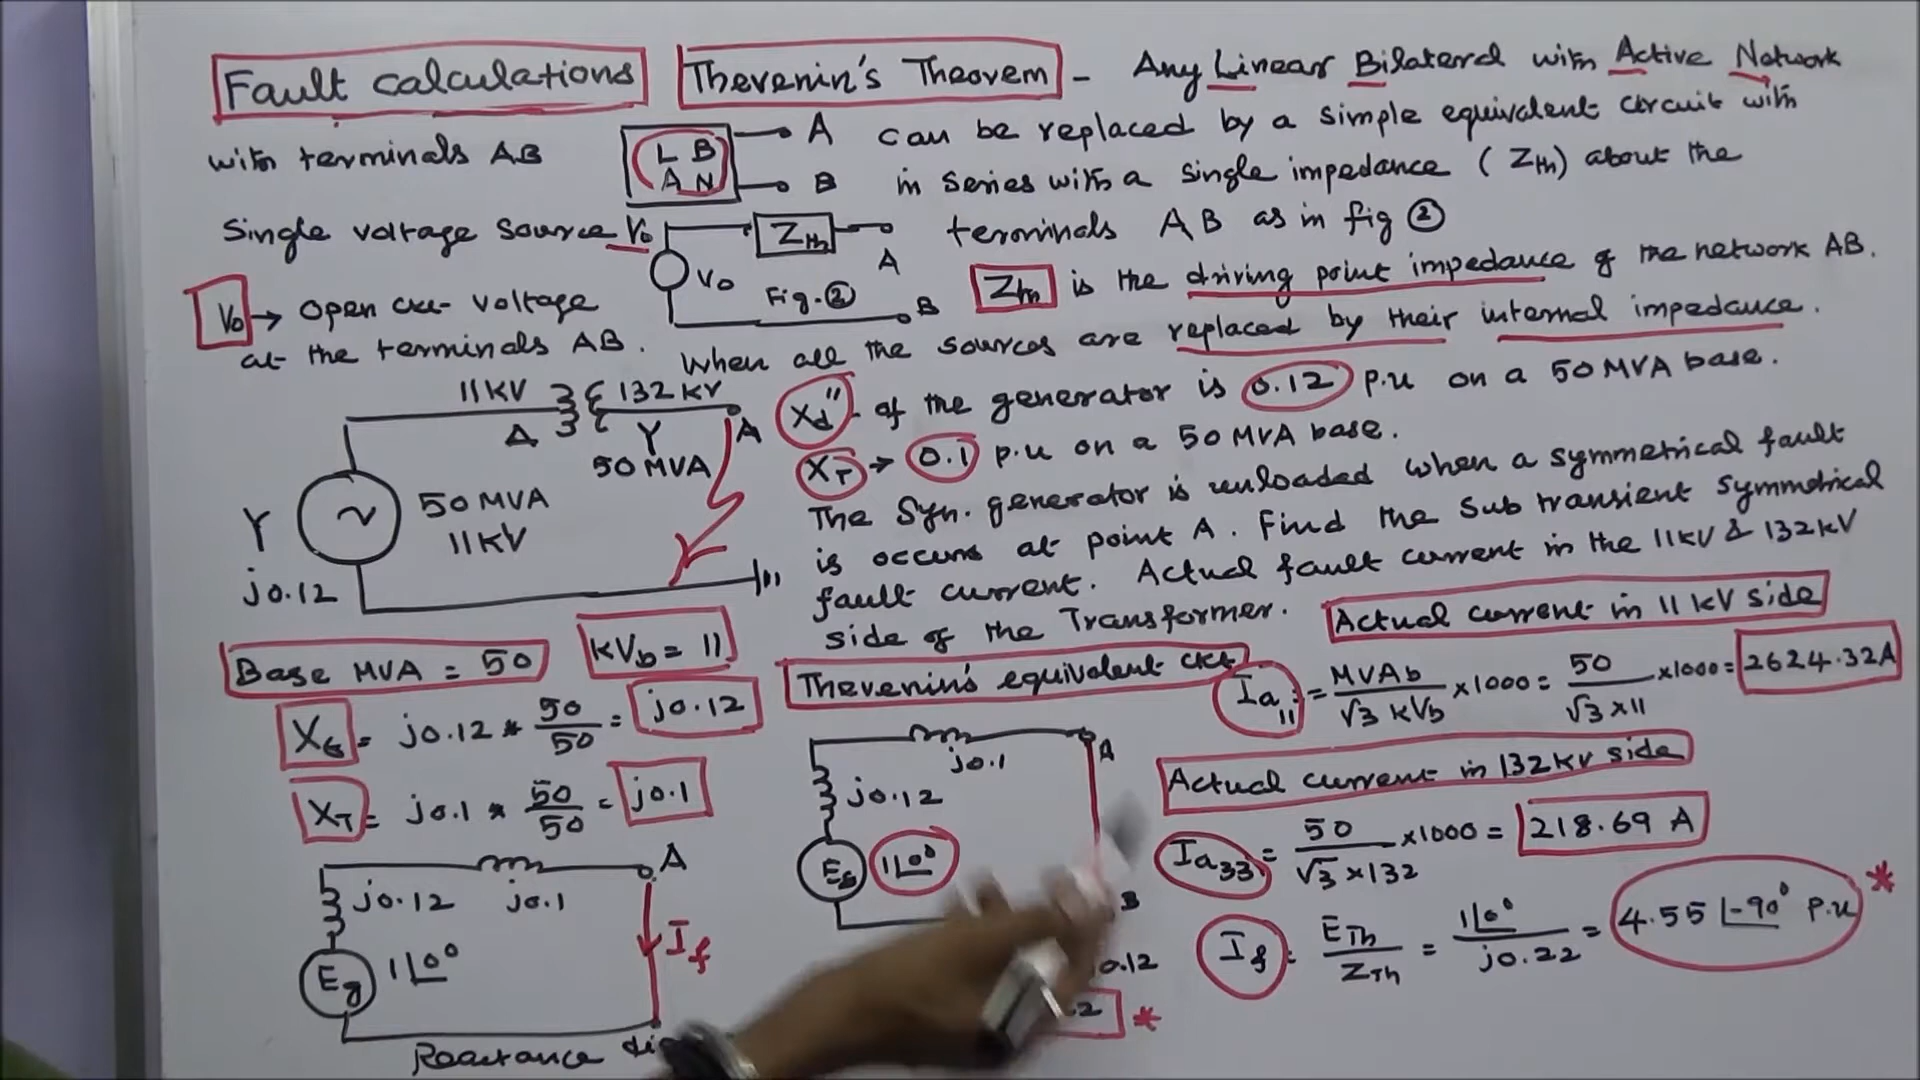 Fault calculations Thevenin's Theorem - Any Linear Bilateral with Active Network
with terminals AB L B A N A B can be replaced by a simple equivalent circuit with
in series with a single impedance (ZTh) about the
Single voltage source V0 ZTh A terminals AB as in fig ②
V0 Fig.② B ZTh is the driving point impedance of the network AB.
V0 → Open ckt voltage
at the terminals AB. when all the sources are replaced by their internal impedance.
11KV 132 KV A Xd" - of the generator is 0.12 p.u on a 50 MVA base.
Δ Y
50 MVA XT → 0.1 p.u on a 50 MVA base.
Y 50 MVA The Syn. generator is unloaded when a symmetrical fault
11KV is occurs at point A. Find the Sub transient symmetrical
j0.12 fault current. Actual fault current in the 11KV & 132KV
side of the Transformer. Actual current in 11 KV side
Base MVA = 50 KVb = 11 Thevenin's equivalent ckt
Ia11 = MVAb/√3 KVb x1000 = 50/√3 x 11 x1000 = 2624.32A
XG = j0.12 * 50/50 = j0.12
j0.1 A
Actual current in 132KV side
XT = j0.1 * 50/50 = j0.1 j0.12
Eg 1∠0° Ia33 = 50/√3 x 132 x1000 = 218.69 A
A B
j0.12 j0.1 If
If = ETh/ZTh = 1∠0°/j0.22 = 4.55 ∠-90° p.u *
Eg 1∠0° 0.12
2 *
Reactance